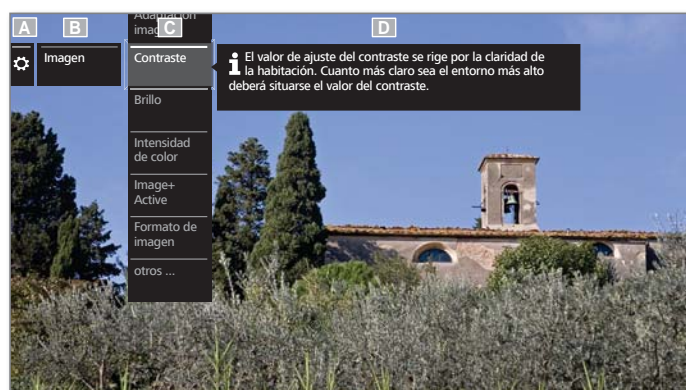 A
B
C
D
Adaptación
imagen
Imagen
Contraste
i El valor de ajuste del contraste se rige por la claridad de
la habitación. Cuanto más claro sea el entorno más alto
deberá situarse el valor del contraste.
Brillo
Intensidad
de color
Image+
Active
Formato de
imagen
otros ...